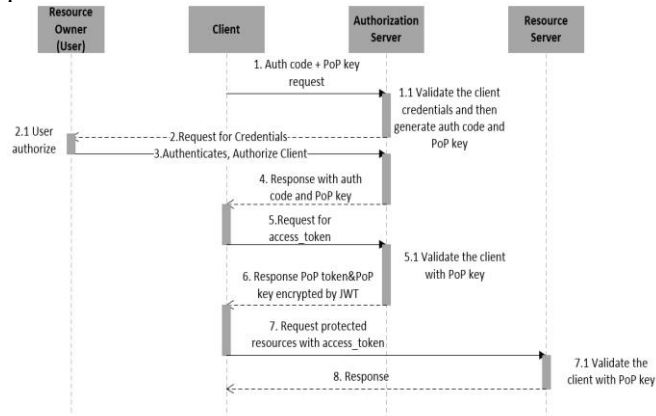 Resource
Owner
(User)
Client
Authorization
Server
Resource
Server
1. Auth code + PoP key
request
1.1 Validate the client
credentials and then
generate auth code and
PoP key
2.1 User
authorize
2.Request for Credentials
3.Authenticates, Authorize Client
4. Response with auth
code and PoP key
5.Request for
access_token
5.1 Validate the client
with PoP key
6. Response PoP token&PoP
key encrypted by JWT
7. Request protected
resources with access_token
7.1 Validate the
client with PoP key
8. Response